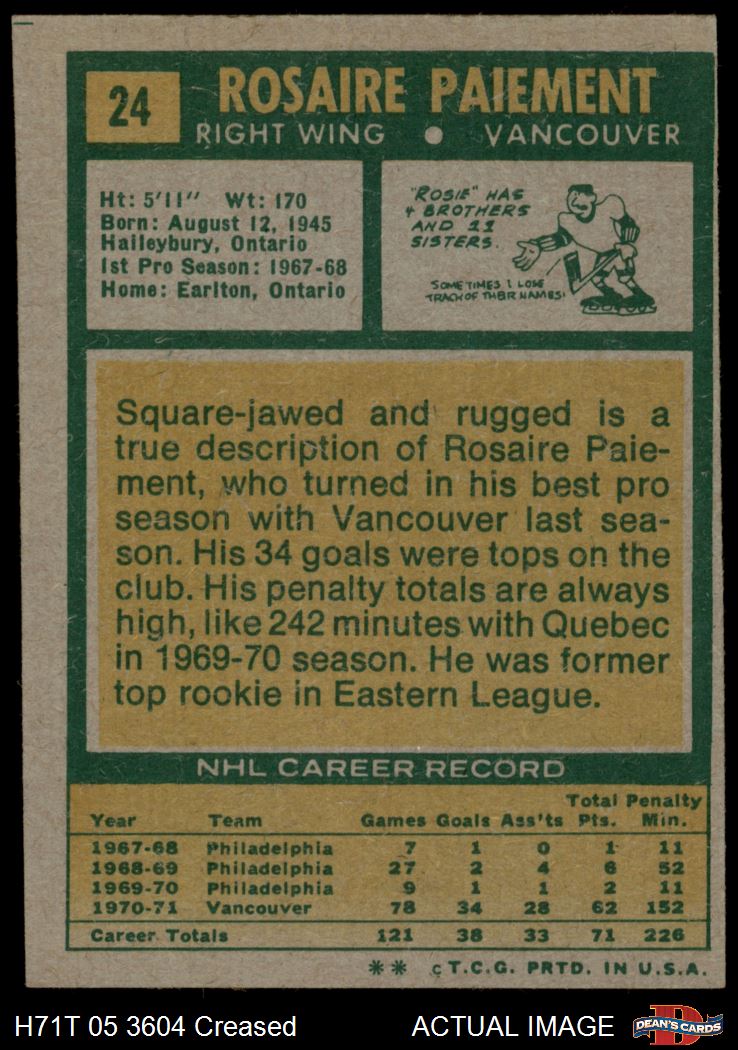 24
ROSAIRE PAIEMENT
RIGHT WING • VANCOUVER
Ht: 5'11" Wt: 170
Born: August 12, 1945
Haileybury, Ontario
1st Pro Season: 1967-68
Home: Earlton, Ontario
"ROSIE" HAS
4 BROTHERS
AND 11
SISTERS.
SOMETIMES I LOSE
TRACK OF THEIR NAMES!
Square-jawed and rugged is a
true description of Rosaire Paie-
ment, who turned in his best pro
season with Vancouver last sea-
son. His 34 goals were tops on the
club. His penalty totals are always
high, like 242 minutes with Quebec
in 1969-70 season. He was former
top rookie in Eastern League.
NHL CAREER RECORD
Total Penalty
Year Team Games Goals Ass'ts Pts. Min.
1967-68 Philadelphia 7 1 0 1 11
1968-69 Philadelphia 27 2 4 6 52
1969-70 Philadelphia 9 1 1 2 11
1970-71 Vancouver 78 34 28 62 152
Career Totals 121 38 33 71 226
** © T.C.G. PRTD. IN U.S.A.
H71T 05 3604 Creased ACTUAL IMAGE
D
DEAN'S CARDS